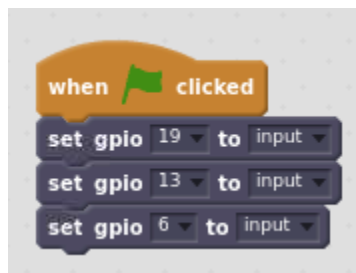 when clicked
set gpio 19 to input
set gpio 13 to input
set gpio 6 to input